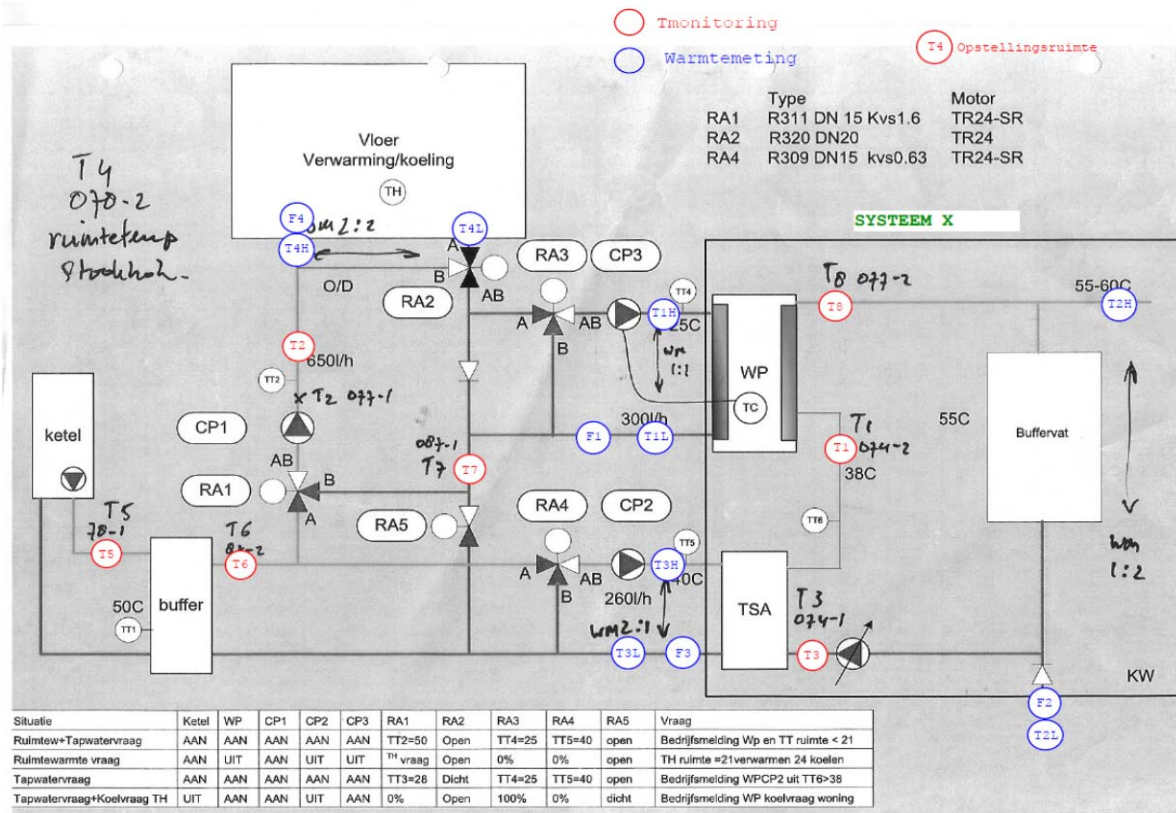 Tmonitoring
Warmtemeting
T4 Opstellingsruimte
Type Motor
RA1 R311 DN 15 Kvs1.6 TR24-SR
RA2 R320 DN20 TR24
RA4 R309 DN15 kvs0.63 TR24-SR
SYSTEEM X
Vloer
Verwarming/koeling
TH
T4
070-2
ruimtetemp
F4
T4H
T4L
A
B
AB
O/D
RA2
RA3
CP3
TT4
T1H
25C
A
AB
B
WM
1:1
WP
TC
T8 077-2
T8
55-60C
T2H
T2
650l/h
TT2
x T2 077-1
CP1
ketel
300l/h
F1
T1L
T1
074-2
T1
38C
55C
Buffervat
087-1
T7
T7
AB
B
RA1
A
RA5
RA4
CP2
TT5
TT6
T5
78-1
T5
T6
T6
A
AB
B
T3H
40C
260l/h
WM
1:2
50C
TT1
buffer
TSA
T3
074-1
T3
WM2:1
T3L
F3
KW
F2
T2L
Situatie Ketel WP CP1 CP2 CP3 RA1 RA2 RA3 RA4 RA5 Vraag
Ruimtew+Tapwatervraag AAN AAN AAN AAN AAN TT2=50 Open TT4=25 TT5=40 open Bedrijfsmelding Wp en TT ruimte < 21
Ruimtewarmte vraag AAN UIT AAN UIT UIT TH vraag Open 0% 0% open TH ruimte =21verwarmen 24 koelen
Tapwatervraag AAN AAN AAN AAN AAN TT3=28 Dicht TT4=25 TT5=40 open Bedrijfsmelding WPCP2 uit TT6>38
Tapwatervraag+Koelvraag TH UIT AAN AAN UIT AAN 0% Open 100% 0% dicht Bedrijfsmelding WP koelvraag woning